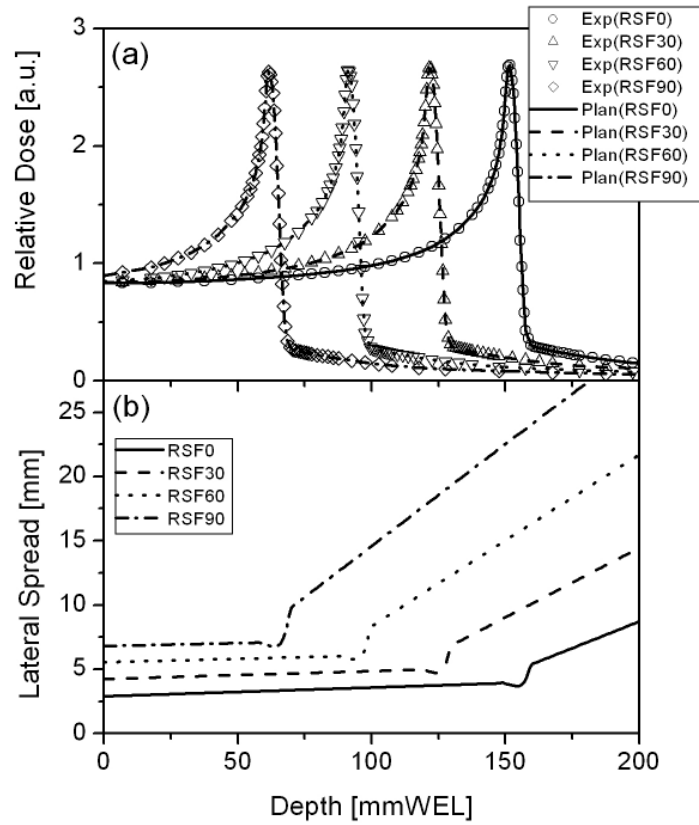 (a)
Exp(RSF0)
Exp(RSF30)
Exp(RSF60)
Exp(RSF90)
Plan(RSF0)
Plan(RSF30)
Plan(RSF60)
Plan(RSF90)
Relative Dose [a.u.]
3
2
1
0
(b)
RSF0
RSF30
RSF60
RSF90
Lateral Spread [mm]
25
20
15
10
5
0
0 50 100 150 200
Depth [mmWEL]